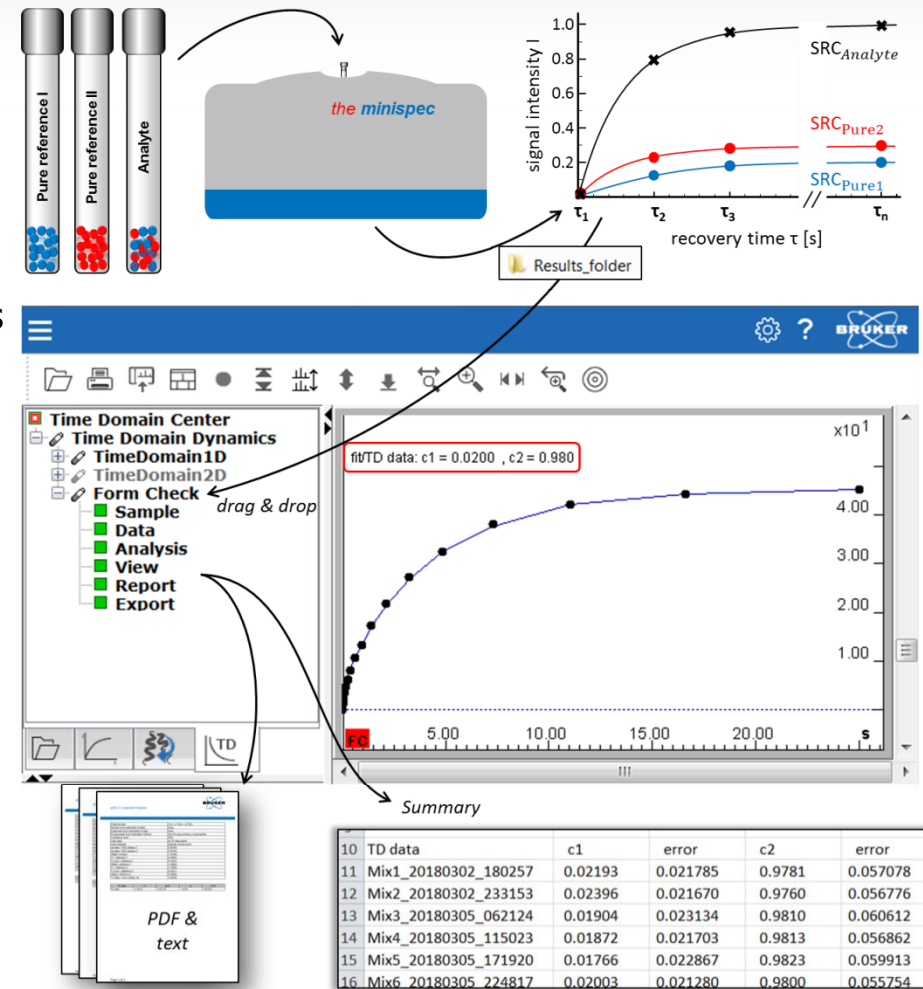 Pure reference I
Pure reference II
Analyte
the minispec
signal intensity I
1.0
0.8
0.6
0.4
0.2
SRC_Analyte
SRC_Pure2
SRC_Pure1
τ1 τ2 τ3 τn
recovery time τ [s]
Results_folder
s
? BRUKER
Time Domain Center
Time Domain Dynamics
TimeDomain1D
TimeDomain2D
Form Check
Sample
Data
Analysis
View
Report
Export
drag & drop
TD
fit/TD data: c1 = 0.0200 , c2 = 0.980
x10^1
4.00
3.00
2.00
1.00
FC 5.00 10.00 15.00 20.00 s
Summary
PDF &
text
BRUKER
10 TD data c1 error c2 error
11 Mix1_20180302_180257 0.02193 0.021785 0.9781 0.057078
12 Mix2_20180302_233153 0.02396 0.021670 0.9760 0.056776
13 Mix3_20180305_062124 0.01904 0.023134 0.9810 0.060612
14 Mix4_20180305_115023 0.01872 0.021703 0.9813 0.056862
15 Mix5_20180305_171920 0.01766 0.022867 0.9823 0.059913
16 Mix6_20180305_224817 0.02003 0.021280 0.9800 0.055754